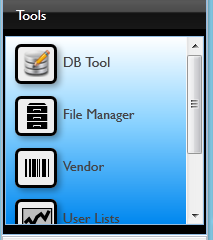 Tools
DB Tool
File Manager
Vendor
User Lists